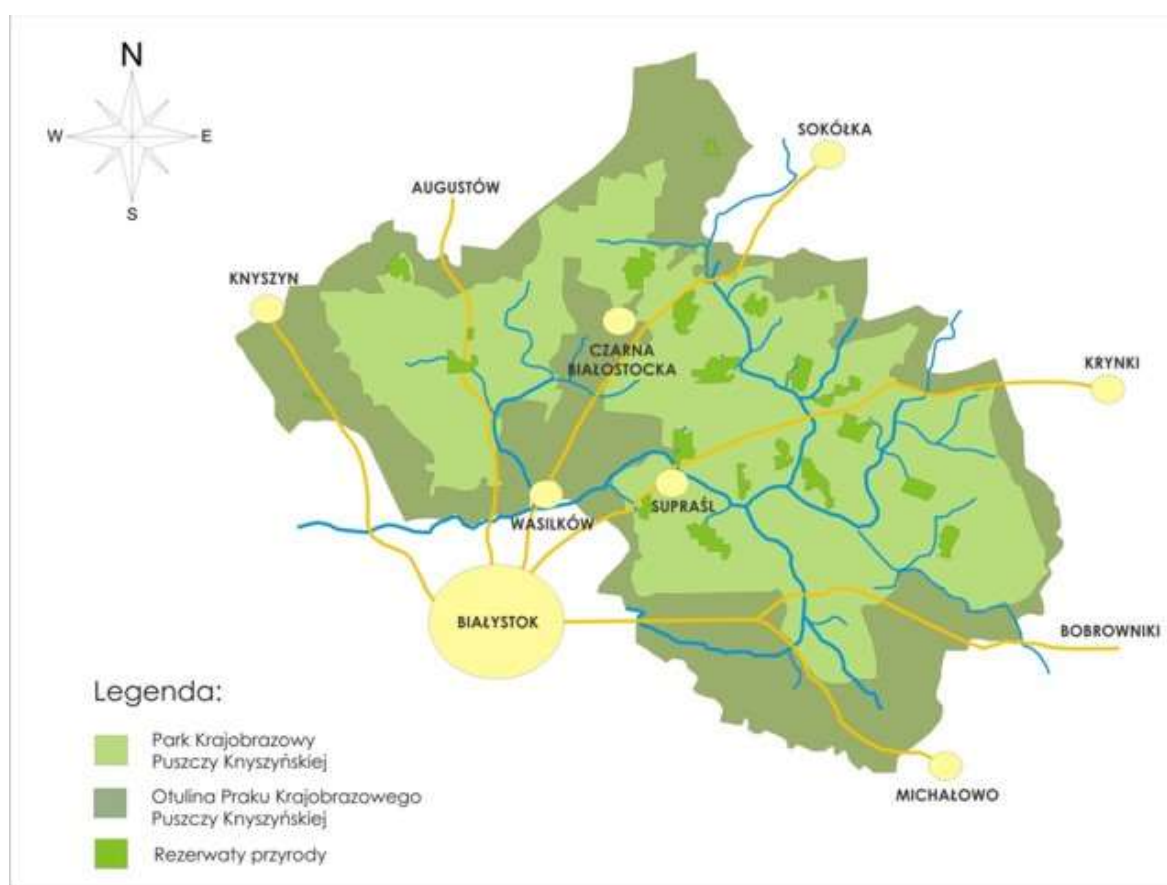 N
W
E
S
SOKÓŁKA
AUGUSTÓW
KNYSZYN
CZARNA
BIAŁOSTOCKA
KRYNKI
WASILKÓW
SUPRAŚL
BIAŁYSTOK
BOBROWNIKI
MICHAŁOWO
Legenda:
Park Krajobrazowy
Puszczy Knyszyńskiej
Otulina Praku Krajobrazowego
Puszczy Knyszyńskiej
Rezerwaty przyrody